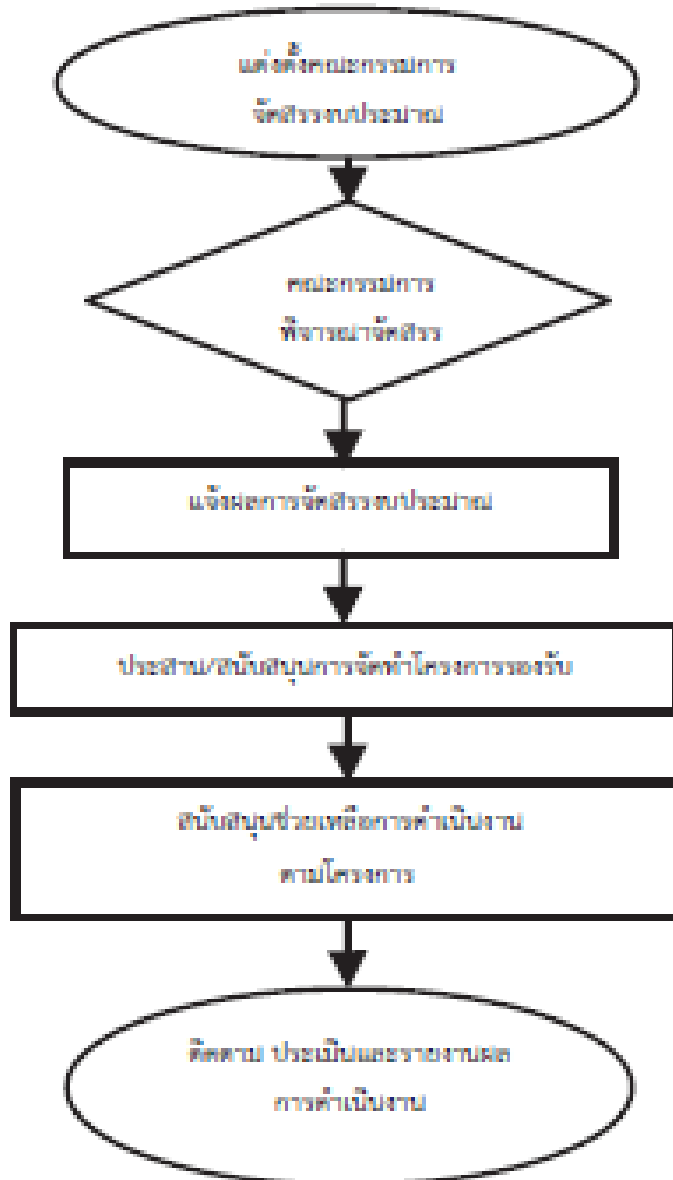 แต่งตั้งคณะกรรมการ
จัดสรรงบประมาณ
คณะกรรมการ
พิจารณาจัดสรร
แจ้งผลการจัดสรรงบประมาณ
ประสาน/สนับสนุนการจัดทำโครงการรองรับ
สนับสนุนช่วยเหลือการดำเนินงาน
ตามโครงการ
ติดตาม ประเมินและรายงานผล
การดำเนินงาน